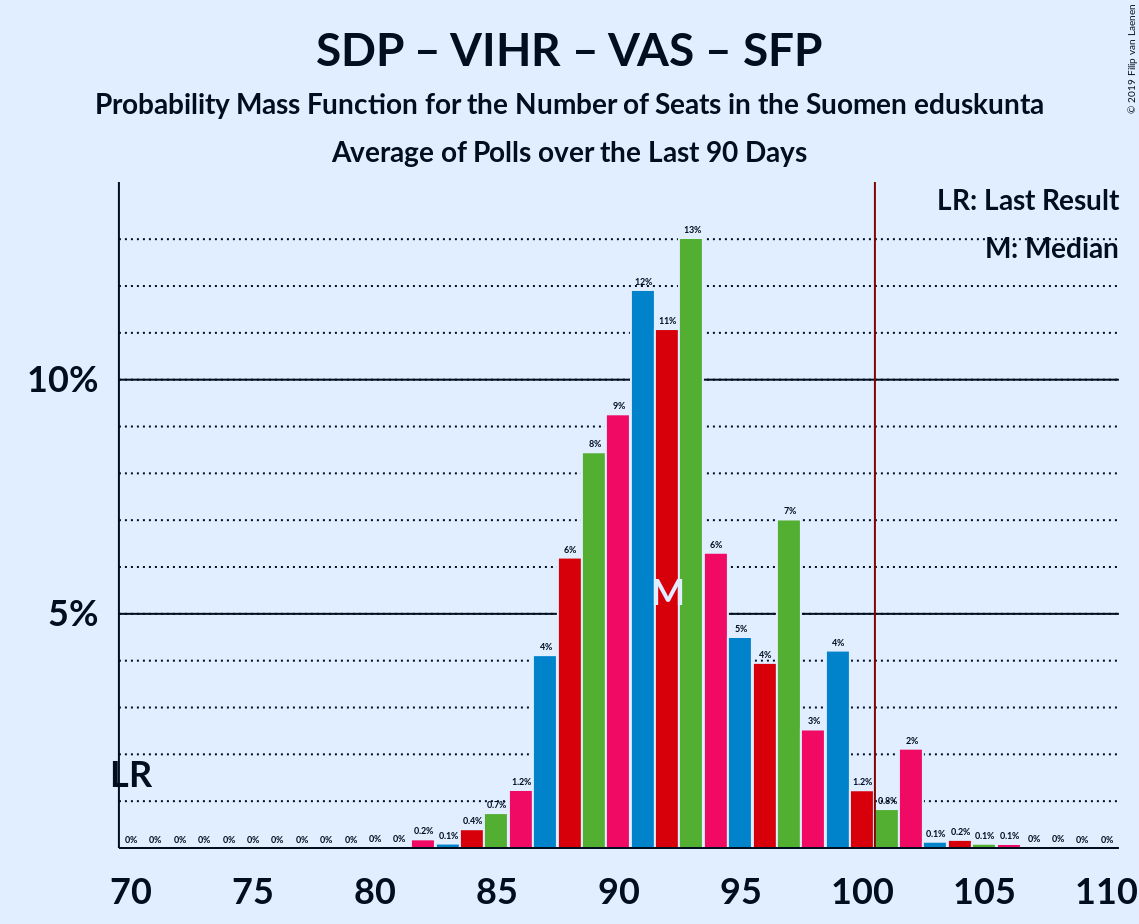 © 2019 Filip van Laenen
SDP – VIHR – VAS – SFP
Probability Mass Function for the Number of Seats in the Suomen eduskunta
Average of Polls over the Last 90 Days
LR: Last Result
M: Median
13%
12%
11%
10%
9%
8%
6%
6%
7%
M
5%
5%
4%
4%
4%
3%
2%
LR
1.2%
1.2%
0.7%
0.8%
0.4%
0% 0% 0% 0% 0% 0% 0% 0% 0% 0% 0% 0% 0.2% 0.1% 0.1% 0.2% 0.1% 0.1% 0% 0% 0% 0%
70 75 80 85 90 95 100 105 110